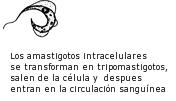 Los amastigotos intracelulares
se transforman en tripomastigotos,
salen de la célula y  despues
entran en la circulación sanguínea